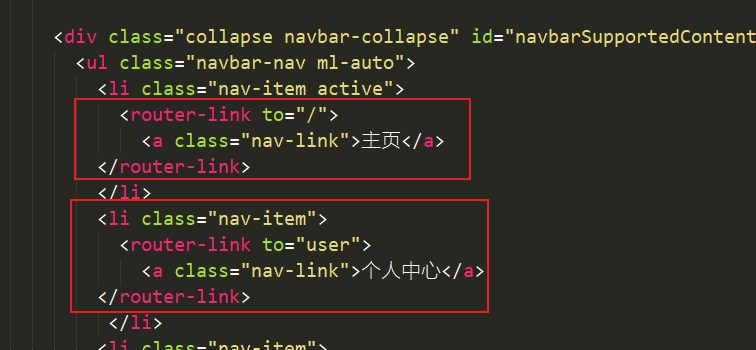 <div class="collapse navbar-collapse" id="navbarSupportedContent
<ul class="navbar-nav ml-auto">
<li class="nav-item active">
<router-link to="/">
<a class="nav-link">主页</a>
</router-link>
</li>
<li class="nav-item">
<router-link to="user">
<a class="nav-link">个人中心</a>
</router-link>
</li>
<li class="nav-item">